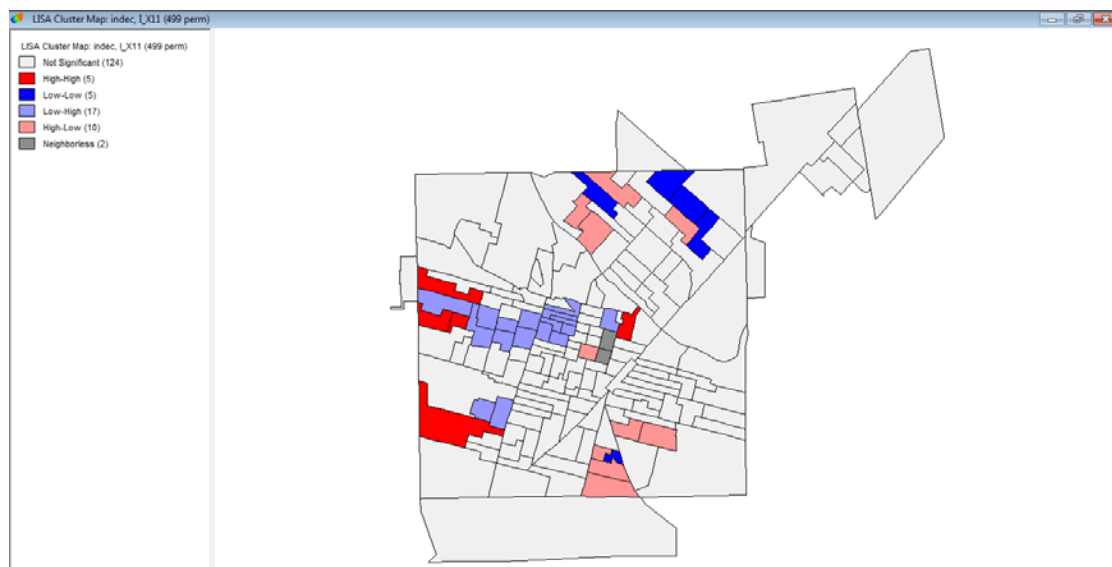 LISA Cluster Map: indec, I_X11 (499 perm)
LISA Cluster Map: indec, I_X11 (499 perm)
Not Significant (124)
High-High (5)
Low-Low (5)
Low-High (17)
High-Low (10)
Neighborless (2)